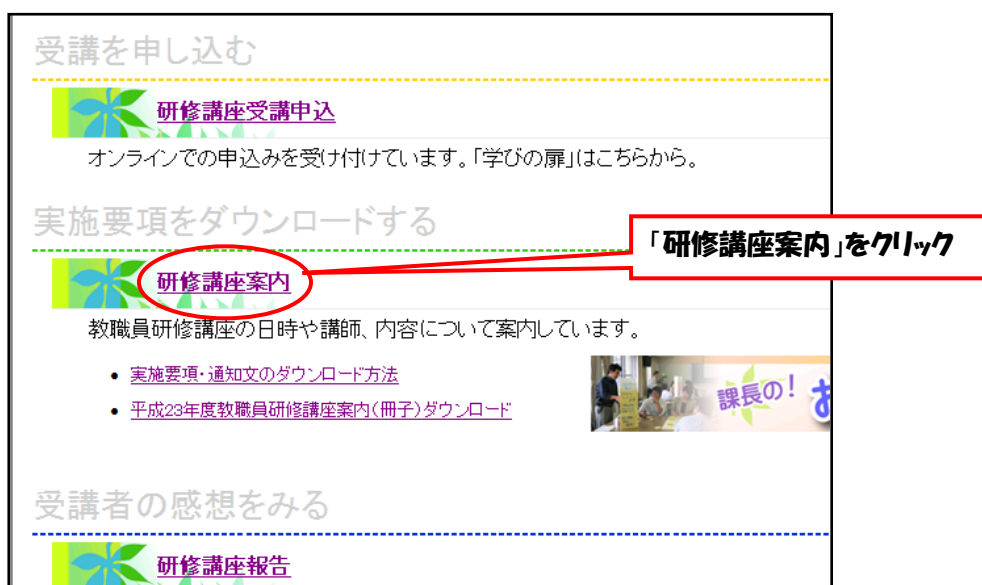 受講を申し込む
研修講座受講申込
オンラインでの申込みを受け付けています。「学びの扉」はこちらから。
実施要項をダウンロードする
「研修講座案内」をクリック
研修講座案内
教職員研修講座の日時や講師、内容について案内しています。
• 実施要項・通知文のダウンロード方法
• 平成23年度教職員研修講座案内(冊子)ダウンロード
課長の!
お
受講者の感想をみる
研修講座報告